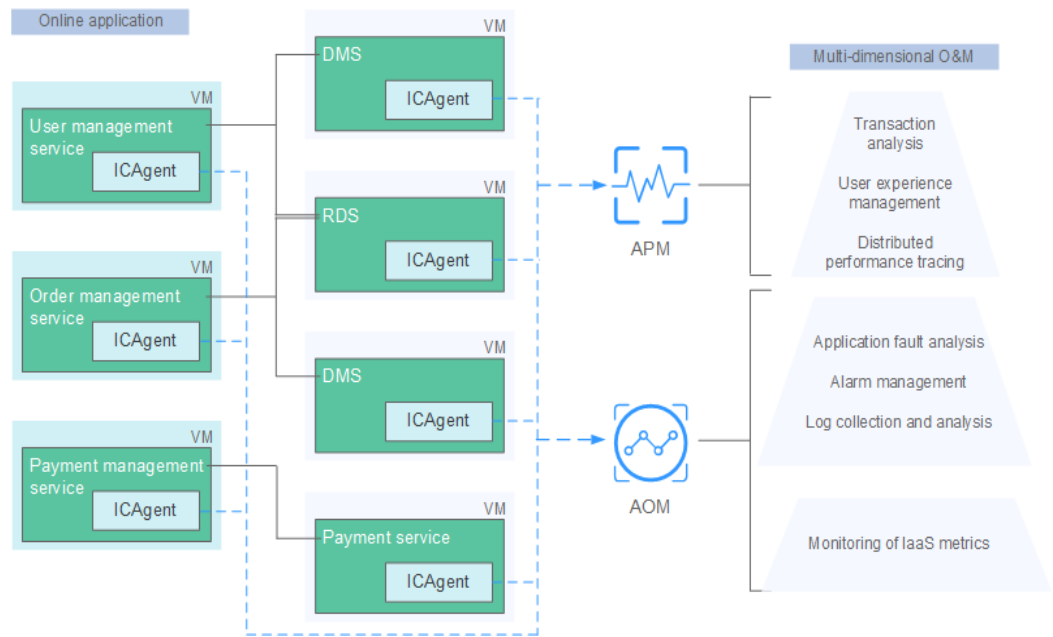 Online application
VM
User management
service
ICAgent
VM
Order management
service
ICAgent
VM
Payment management
service
ICAgent
VM
DMS
ICAgent
VM
RDS
ICAgent
VM
DMS
ICAgent
VM
Payment service
ICAgent
APM
AOM
Multi-dimensional O&M
Transaction
analysis
User experience
management
Distributed
performance tracing
Application fault analysis
Alarm management
Log collection and analysis
Monitoring of IaaS metrics